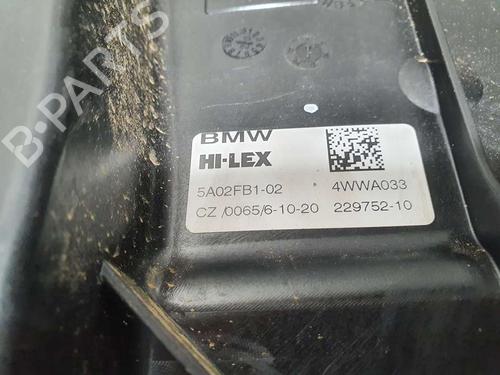 B-PARTS
BMW
HI-LEX
5A02FB1-02 4WWA033
CZ /0065/6-10-20 229752-10